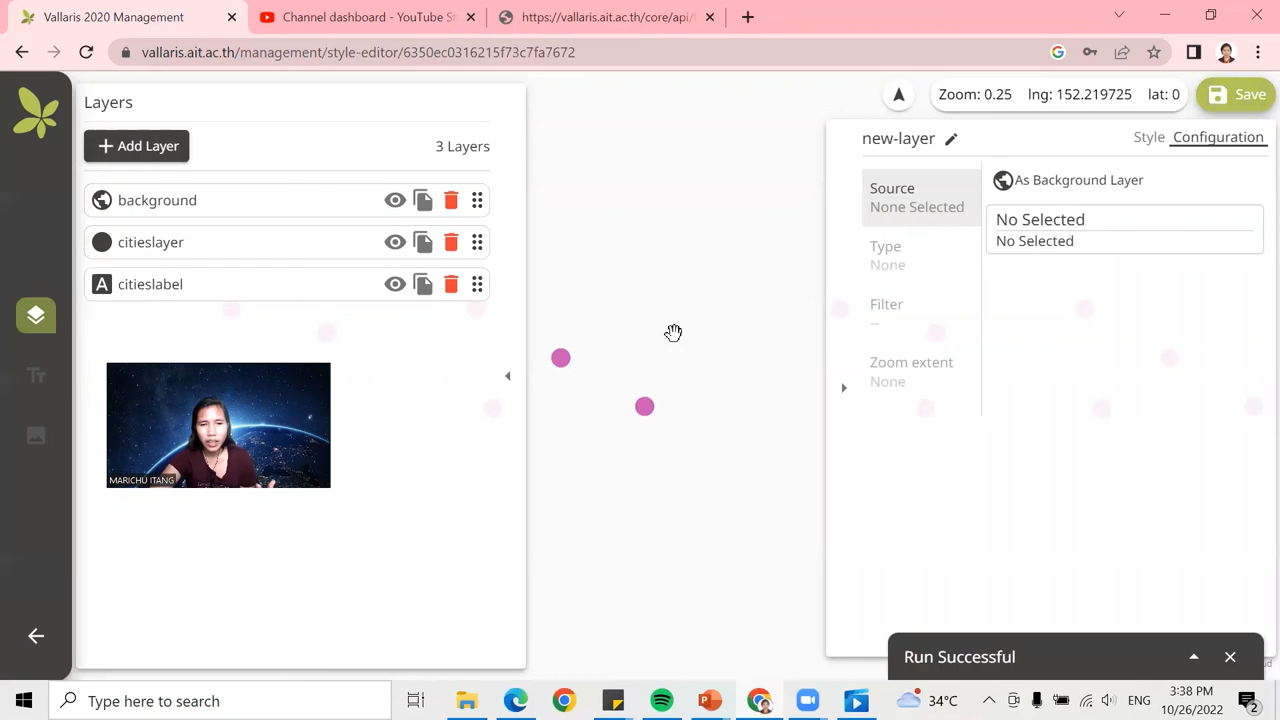 Vallaris 2020 Management
Channel dashboard - YouTube St
https://vallaris.ait.ac.th/core/api/
vallaris.ait.ac.th/management/style-editor/6350ec0316215f73c7fa7672
Layers
Add Layer
3 Layers
background
citieslayer
citieslabel
MARICHU ITANG
Zoom: 0.25 lng: 152.219725 lat: 0
Save
new-layer
Style Configuration
Source
None Selected
Type
None
Filter
--
Zoom extent
None
As Background Layer
No Selected
No Selected
Run Successful
Type here to search
34°C
ENG
3:38 PM
10/26/2022
2